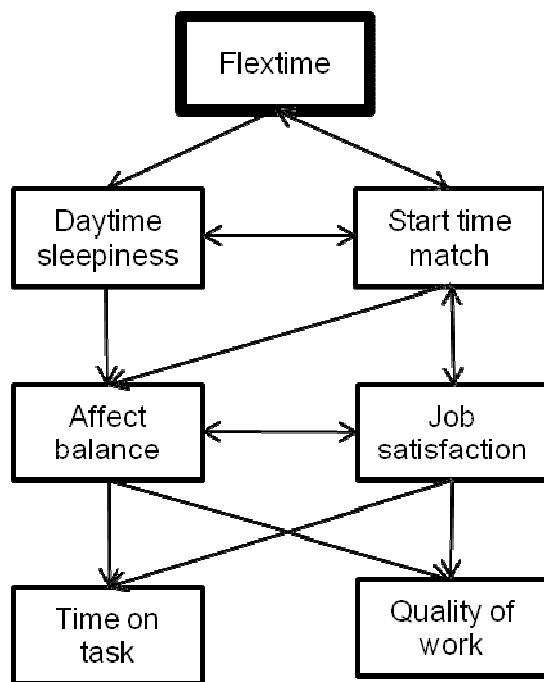 Flextime
Daytime
sleepiness
Start time
match
Affect
balance
Job
satisfaction
Time on
task
Quality of
work